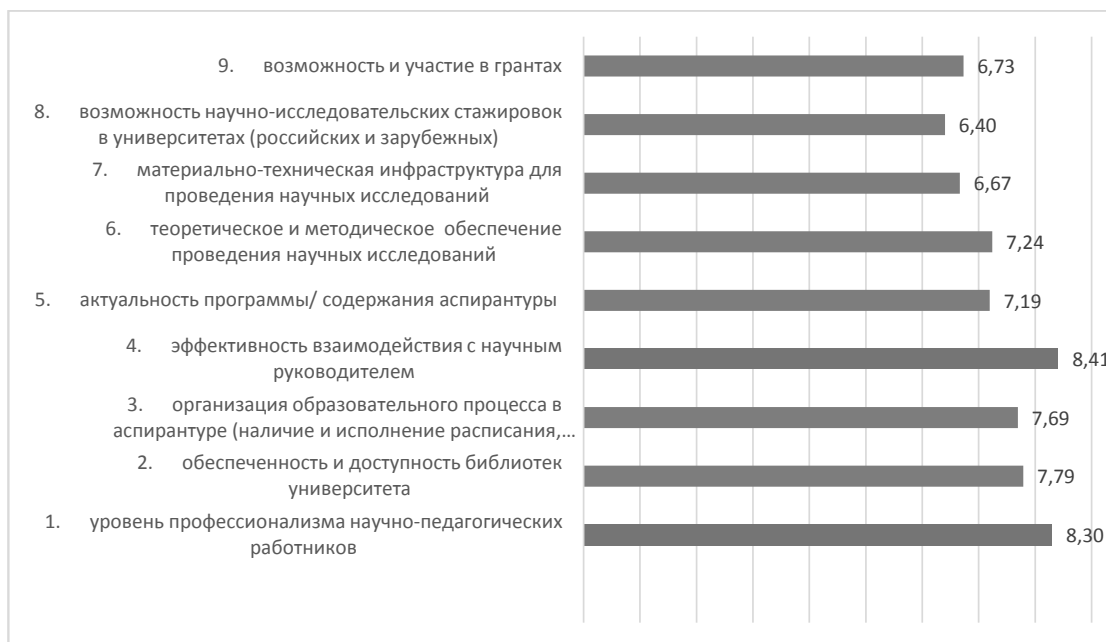 9. возможность и участие в грантах
6,73
8. возможность научно-исследовательских стажировок
в университетах (российских и зарубежных)
6,40
7. материально-техническая инфраструктура для
проведения научных исследований
6,67
6. теоретическое и методическое обеспечение
проведения научных исследований
7,24
5. актуальность программы/ содержания аспирантуры
7,19
4. эффективность взаимодействия с научным
руководителем
8,41
3. организация образовательного процесса в
аспирантуре (наличие и исполнение расписания,...
7,69
2. обеспеченность и доступность библиотек
университета
7,79
1. уровень профессионализма научно-педагогических
работников
8,30